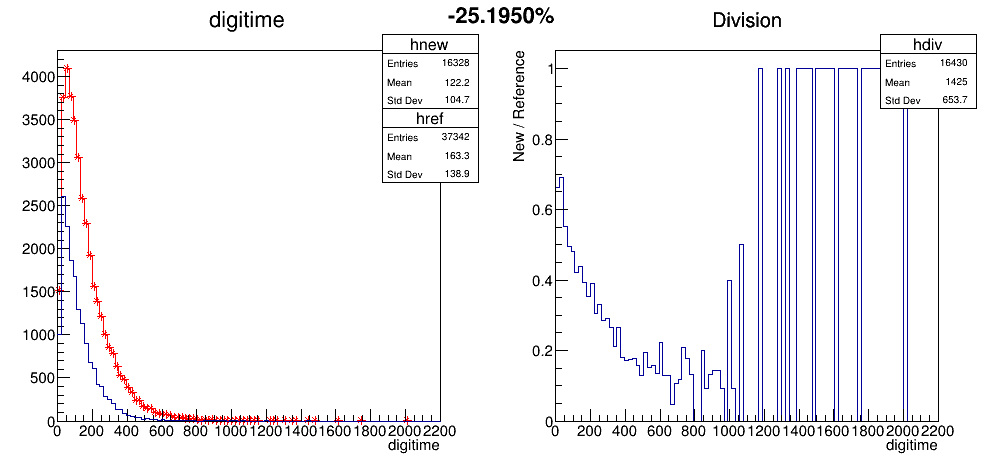 -25.1950%
digitime
hnew
Entries 16328
Mean 122.2
Std Dev 104.7
href
Entries 37342
Mean 163.3
Std Dev 138.9
4000
3500
3000
2500
2000
1500
1000
500
0
0 200 400 600 800 1000 1200 1400 1600 1800 2000 2200
digitime
Division
hdiv
Entries 16430
Mean 1425
Std Dev 653.7
New / Reference
1
0.8
0.6
0.4
0.2
0
0 200 400 600 800 1000 1200 1400 1600 1800 2000 2200
digitime